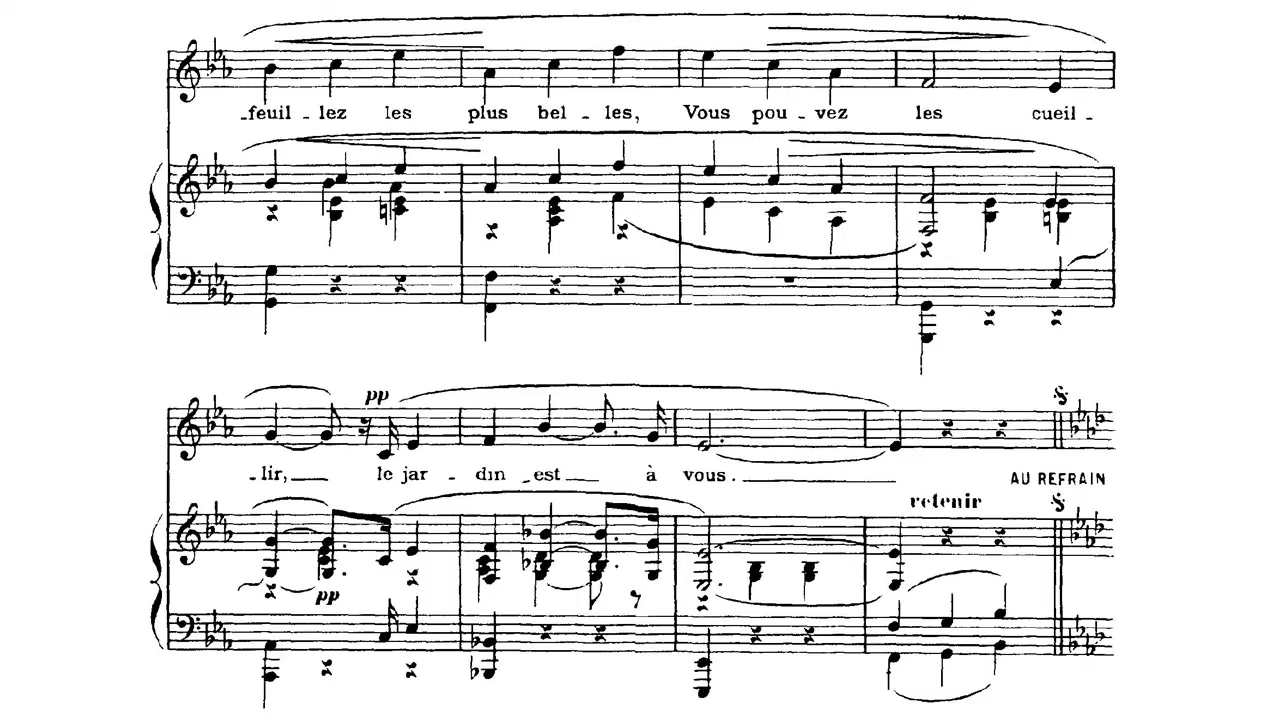 -feuil - lez les plus bel - les, Vous pou - vez les cueil -
pp
- lir, le jar - din est à vous.
AU REFRAIN
retenir
pp